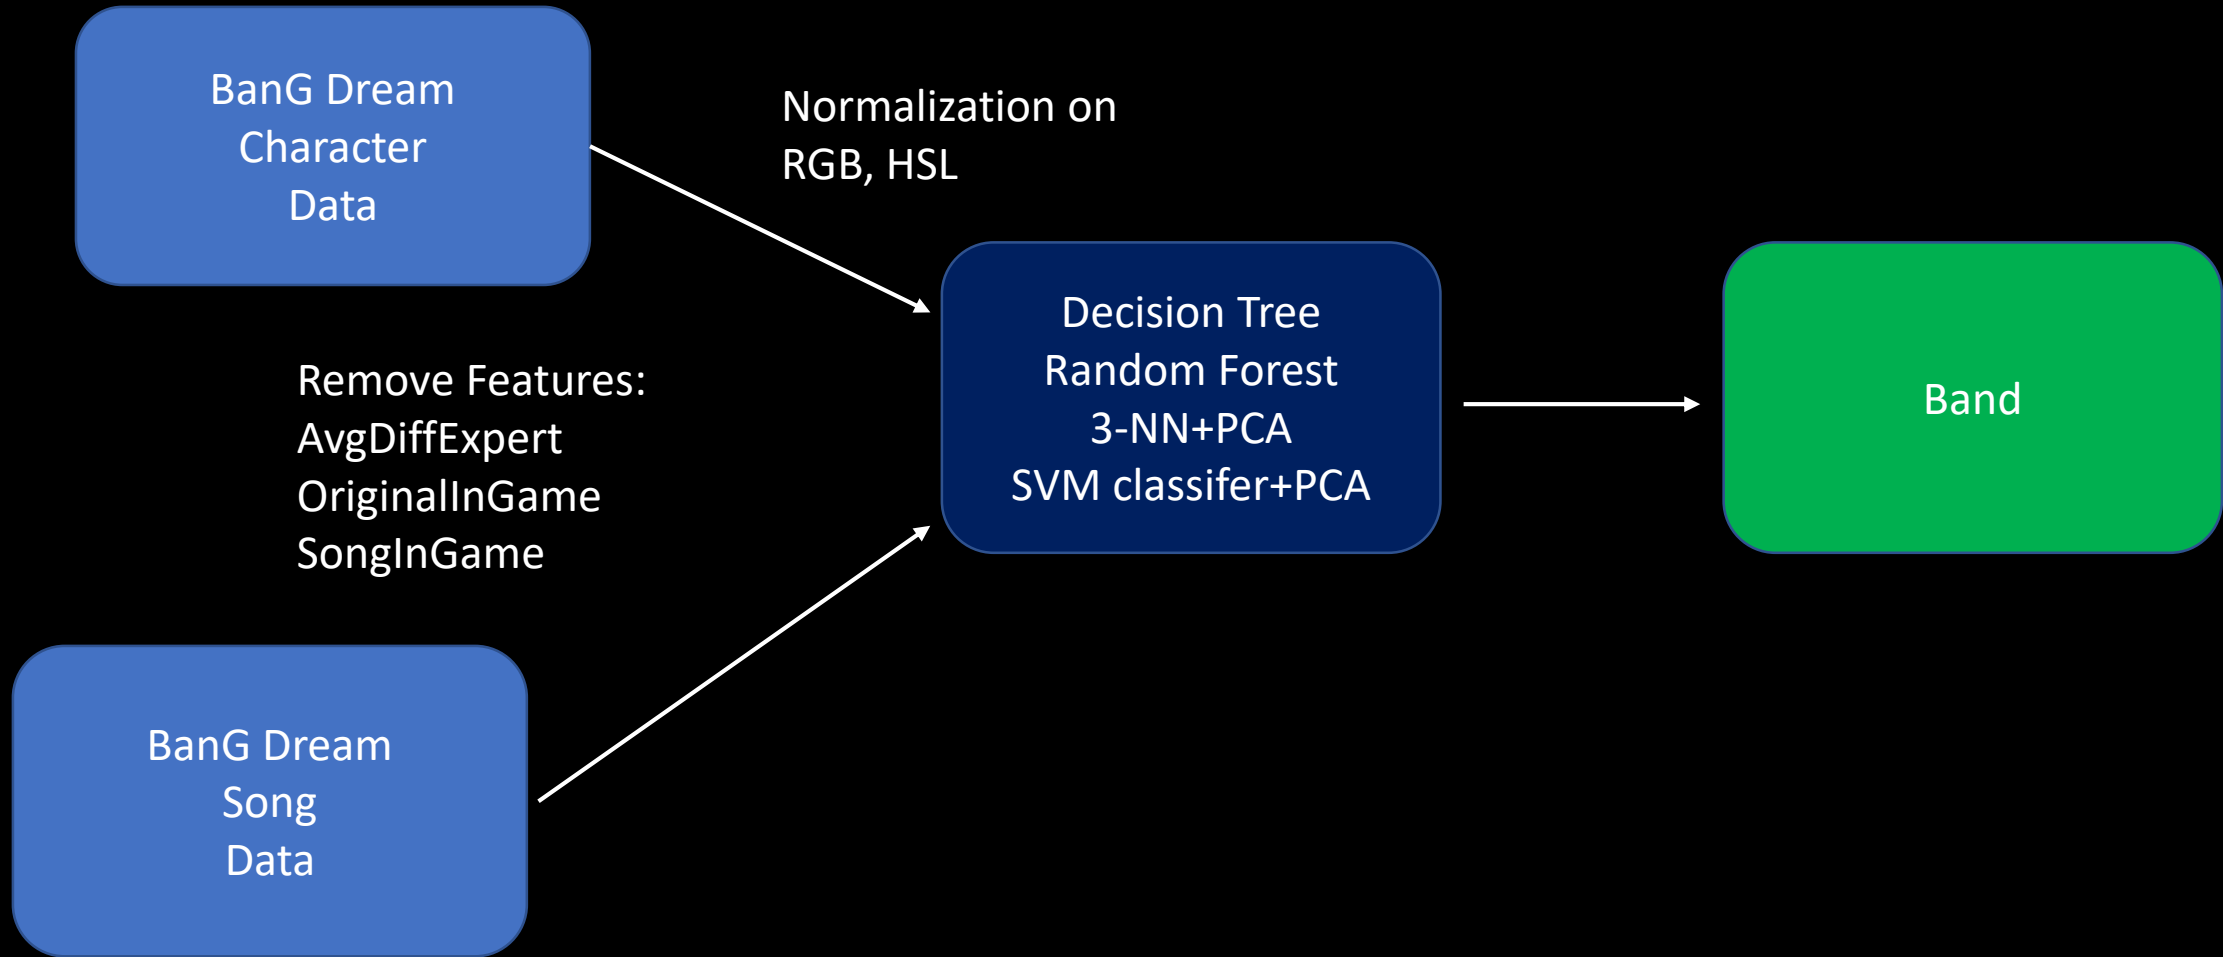 BanG Dream
Character
Data
Normalization on
RGB, HSL
Remove Features:
AvgDiffExpert
OriginalInGame
SongInGame
Decision Tree
Random Forest
3-NN+PCA
SVM classifer+PCA
Band
BanG Dream
Song
Data